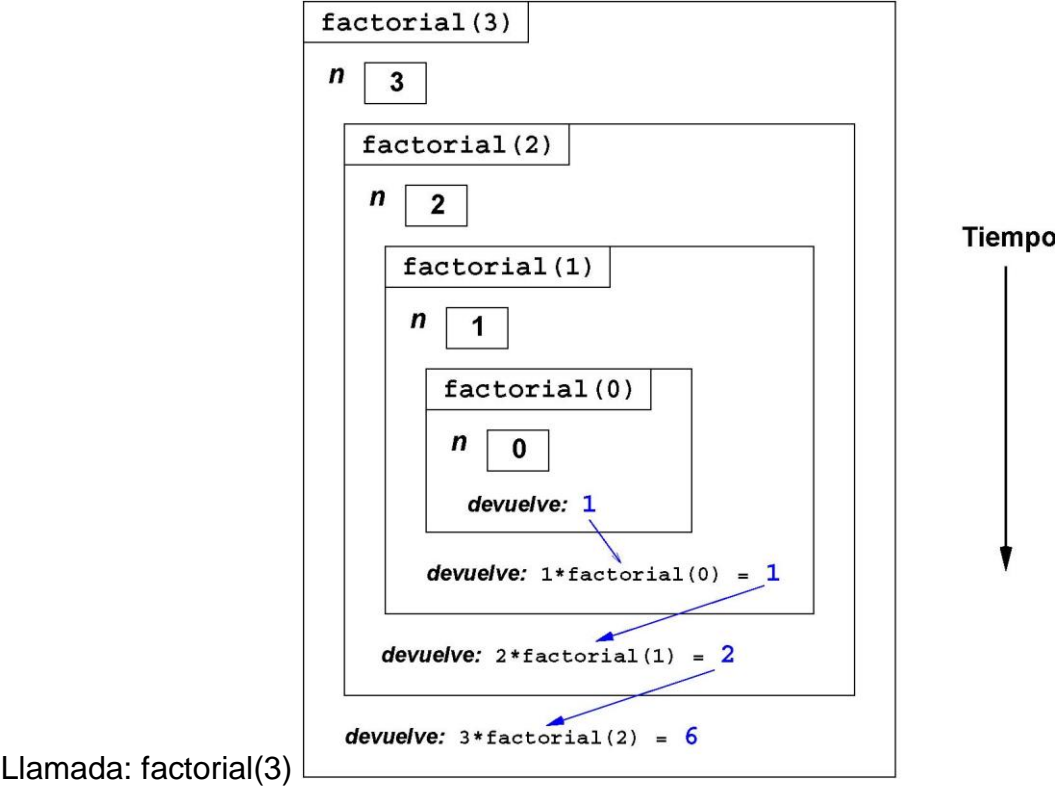 factorial(3)
n 3
factorial(2)
n 2
Tiempo
factorial(1)
n 1
factorial(0)
n 0
devuelve: 1
devuelve: 1*factorial(0) = 1
devuelve: 2*factorial(1) = 2
devuelve: 3*factorial(2) = 6
Llamada: factorial(3)